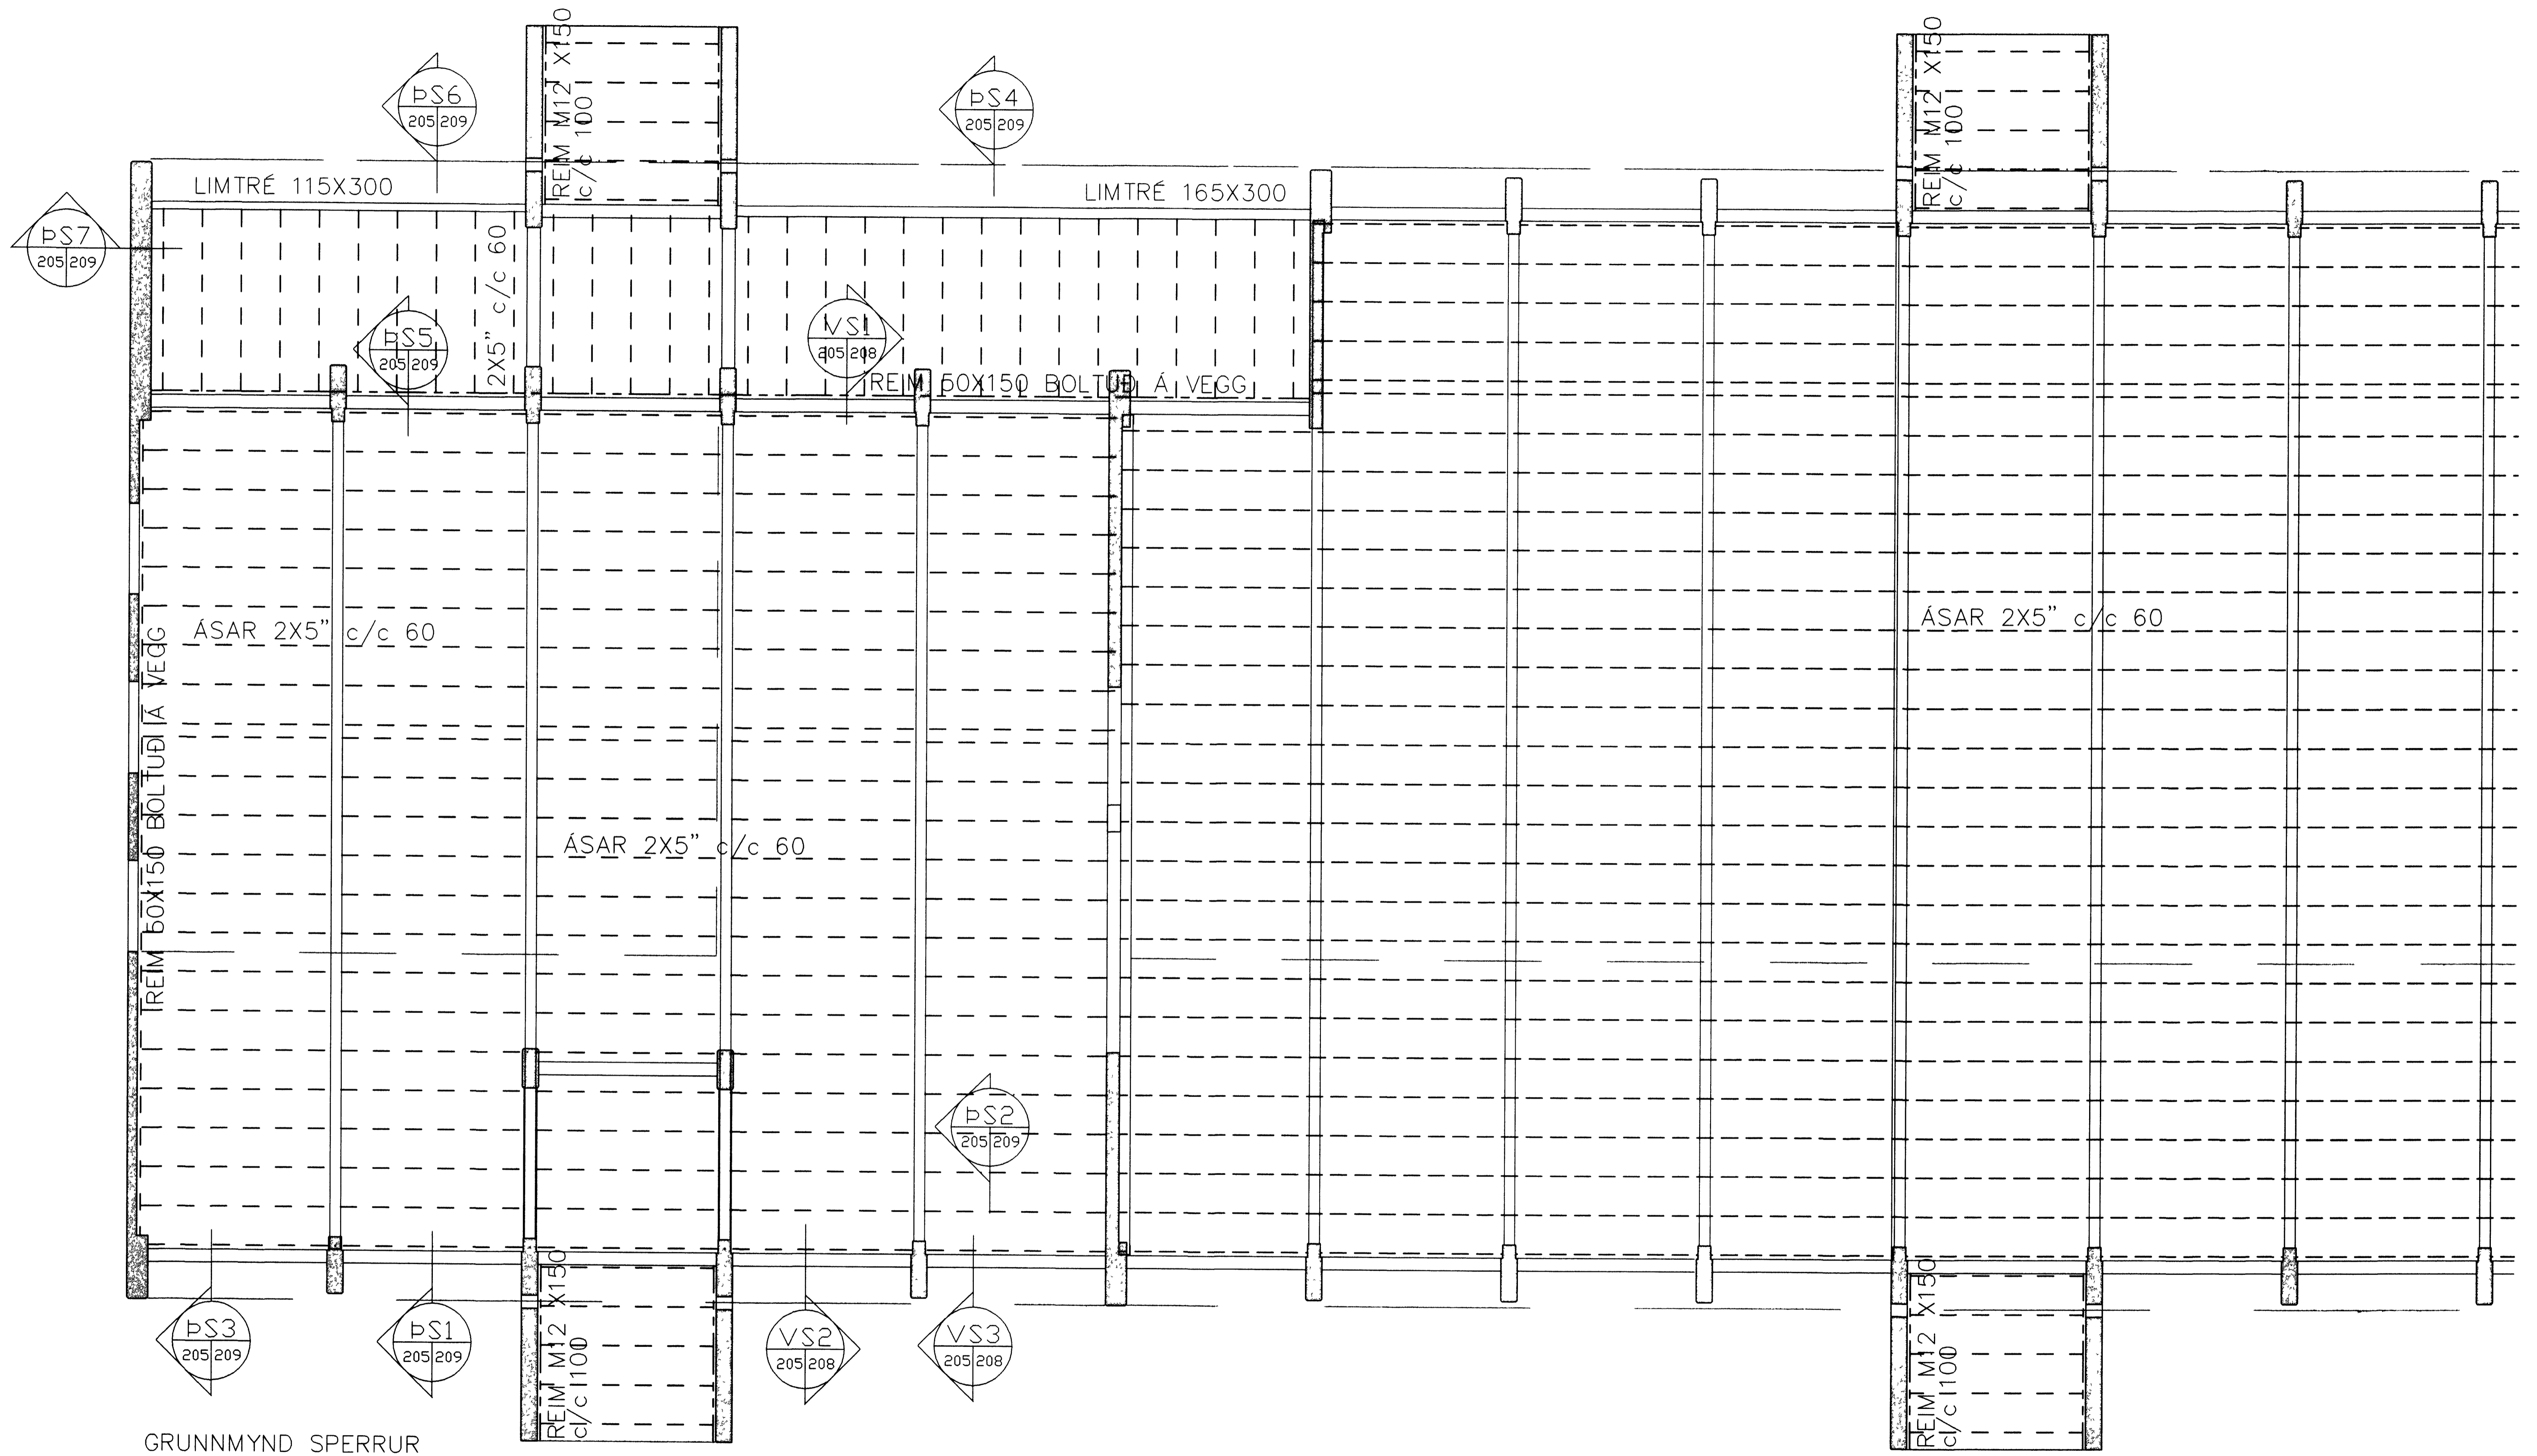 REIM M12 X150
c/c 100
REIM M12 X150
c/c 100
ÞS6
205 209
ÞS4
205 209
LIMTRÉ 115X300
LIMTRÉ 165X300
ÞS7
205 209
2X5" c/c 60
ÞS5
205 209
VS1
205 208
REIM 50X150 BOLTUÐ Á VEGG
ÁSAR 2X5" c/c 60
ÁSAR 2X5" c/c 60
REIM 50X150 BOLTUÐ Á VEGG
ÁSAR 2X5" c/c 60
ÞS2
205 209
ÞS3
205 209
ÞS1
205 209
REIM M12 X150
c/c 100
VS2
205 208
VS3
205 208
REIM M12 X150
c/c 100
GRUNNMYND SPERRUR